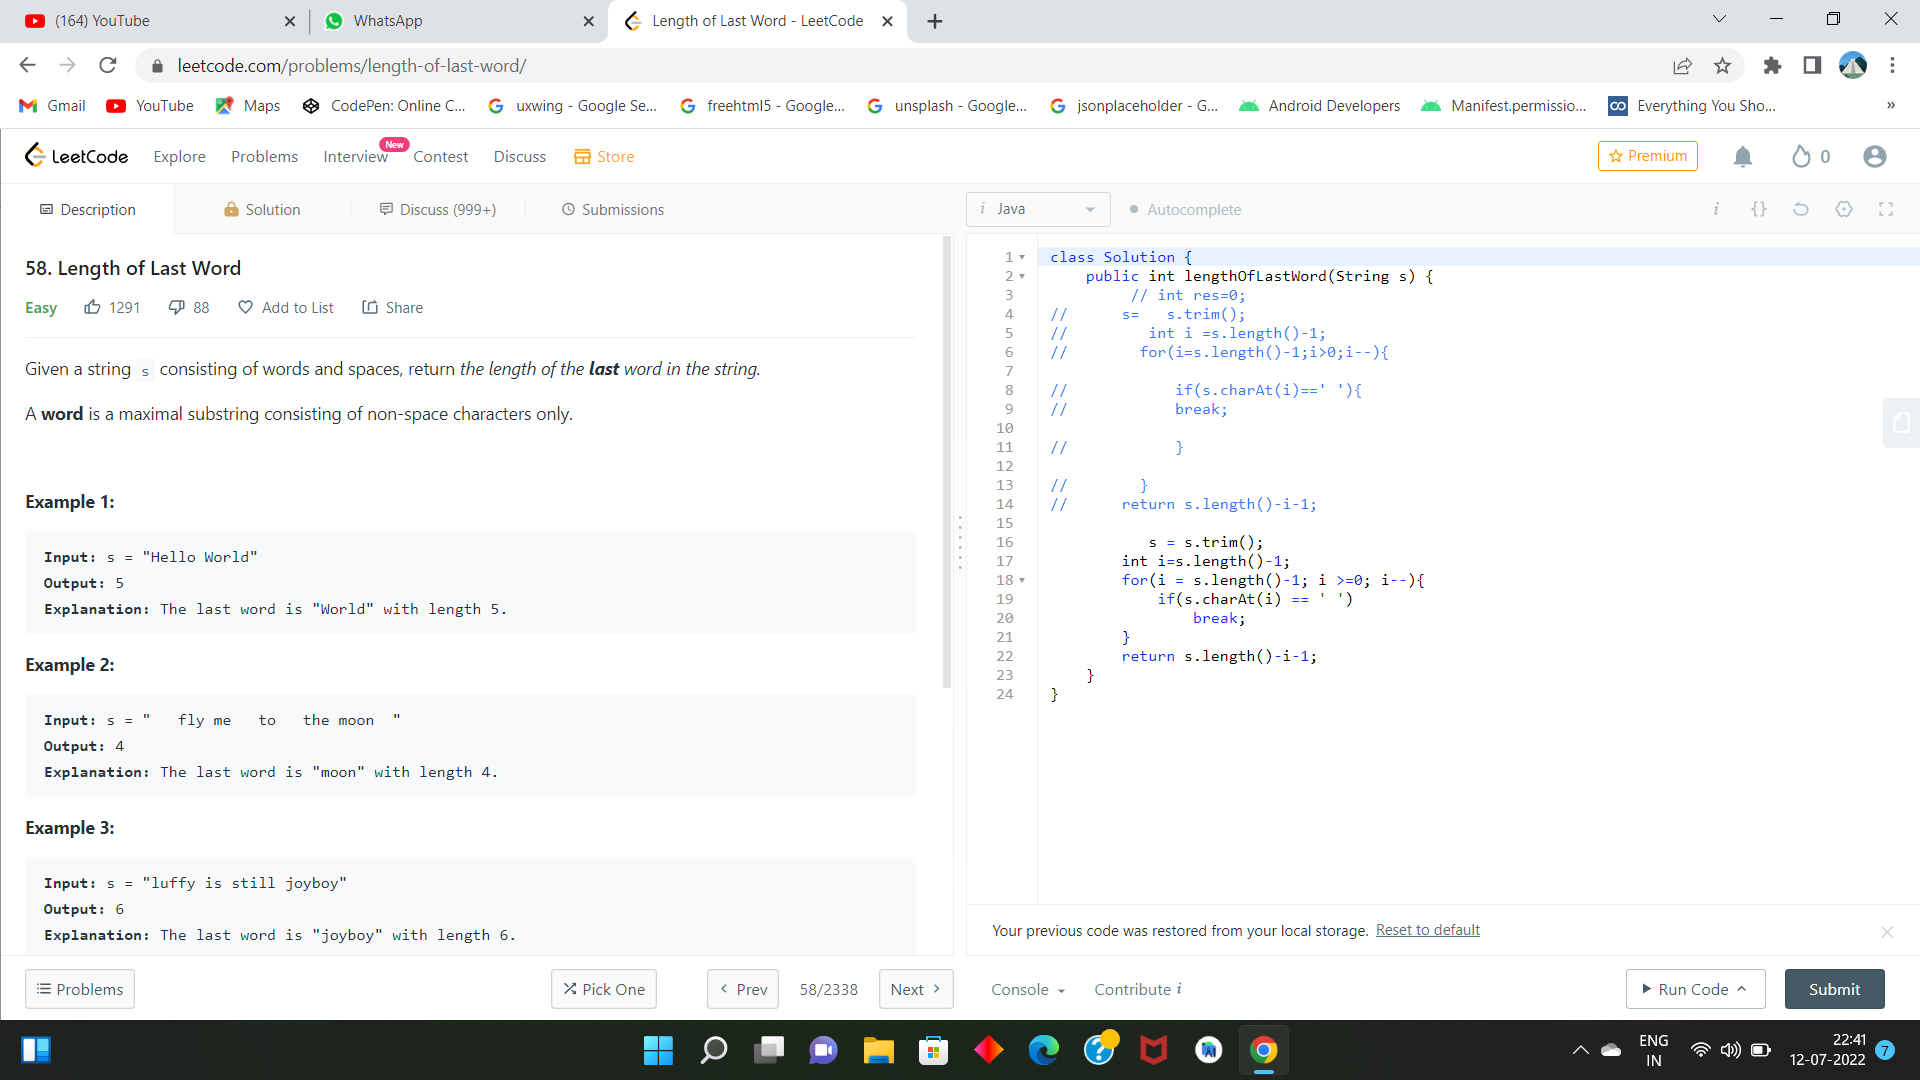 (164) YouTube
WhatsApp
Length of Last Word - LeetCode
leetcode.com/problems/length-of-last-word/
Gmail
YouTube
Maps
CodePen: Online C...
uxwing - Google Se...
freehtml5 - Google...
unsplash - Google...
jsonplaceholder - G...
Android Developers
Manifest.permissio...
Everything You Sho...
»
LeetCode
Explore
Problems
Interview
New
Contest
Discuss
Store
Premium
0
Description
Solution
Discuss (999+)
Submissions
58. Length of Last Word
Easy
1291
88
Add to List
Share
Given a string s consisting of words and spaces, return the length of the last word in the string.
A word is a maximal substring consisting of non-space characters only.
Example 1:
Input: s = "Hello World"
Output: 5
Explanation: The last word is "World" with length 5.
Example 2:
Input: s = "   fly me   to   the moon  "
Output: 4
Explanation: The last word is "moon" with length 4.
Example 3:
Input: s = "luffy is still joyboy"
Output: 6
Explanation: The last word is "joyboy" with length 6.
Problems
Pick One
Prev
58/2338
Next
i Java
Autocomplete
i
{}
1 class Solution {
2     public int lengthOfLastWord(String s) {
3          // int res=0;
4 //      s=   s.trim();
5 //         int i =s.length()-1;
6 //        for(i=s.length()-1;i>0;i--){
7
8 //            if(s.charAt(i)==' '){
9 //            break;
10
11 //            }
12
13 //        }
14 //      return s.length()-i-1;
15
16            s = s.trim();
17         int i=s.length()-1;
18         for(i = s.length()-1; i >=0; i--){
19             if(s.charAt(i) == ' ')
20                 break;
21         }
22         return s.length()-i-1;
23     }
24 }
Your previous code was restored from your local storage. Reset to default
Console
Contribute i
Run Code
Submit
ENG
IN
22:41
12-07-2022
7